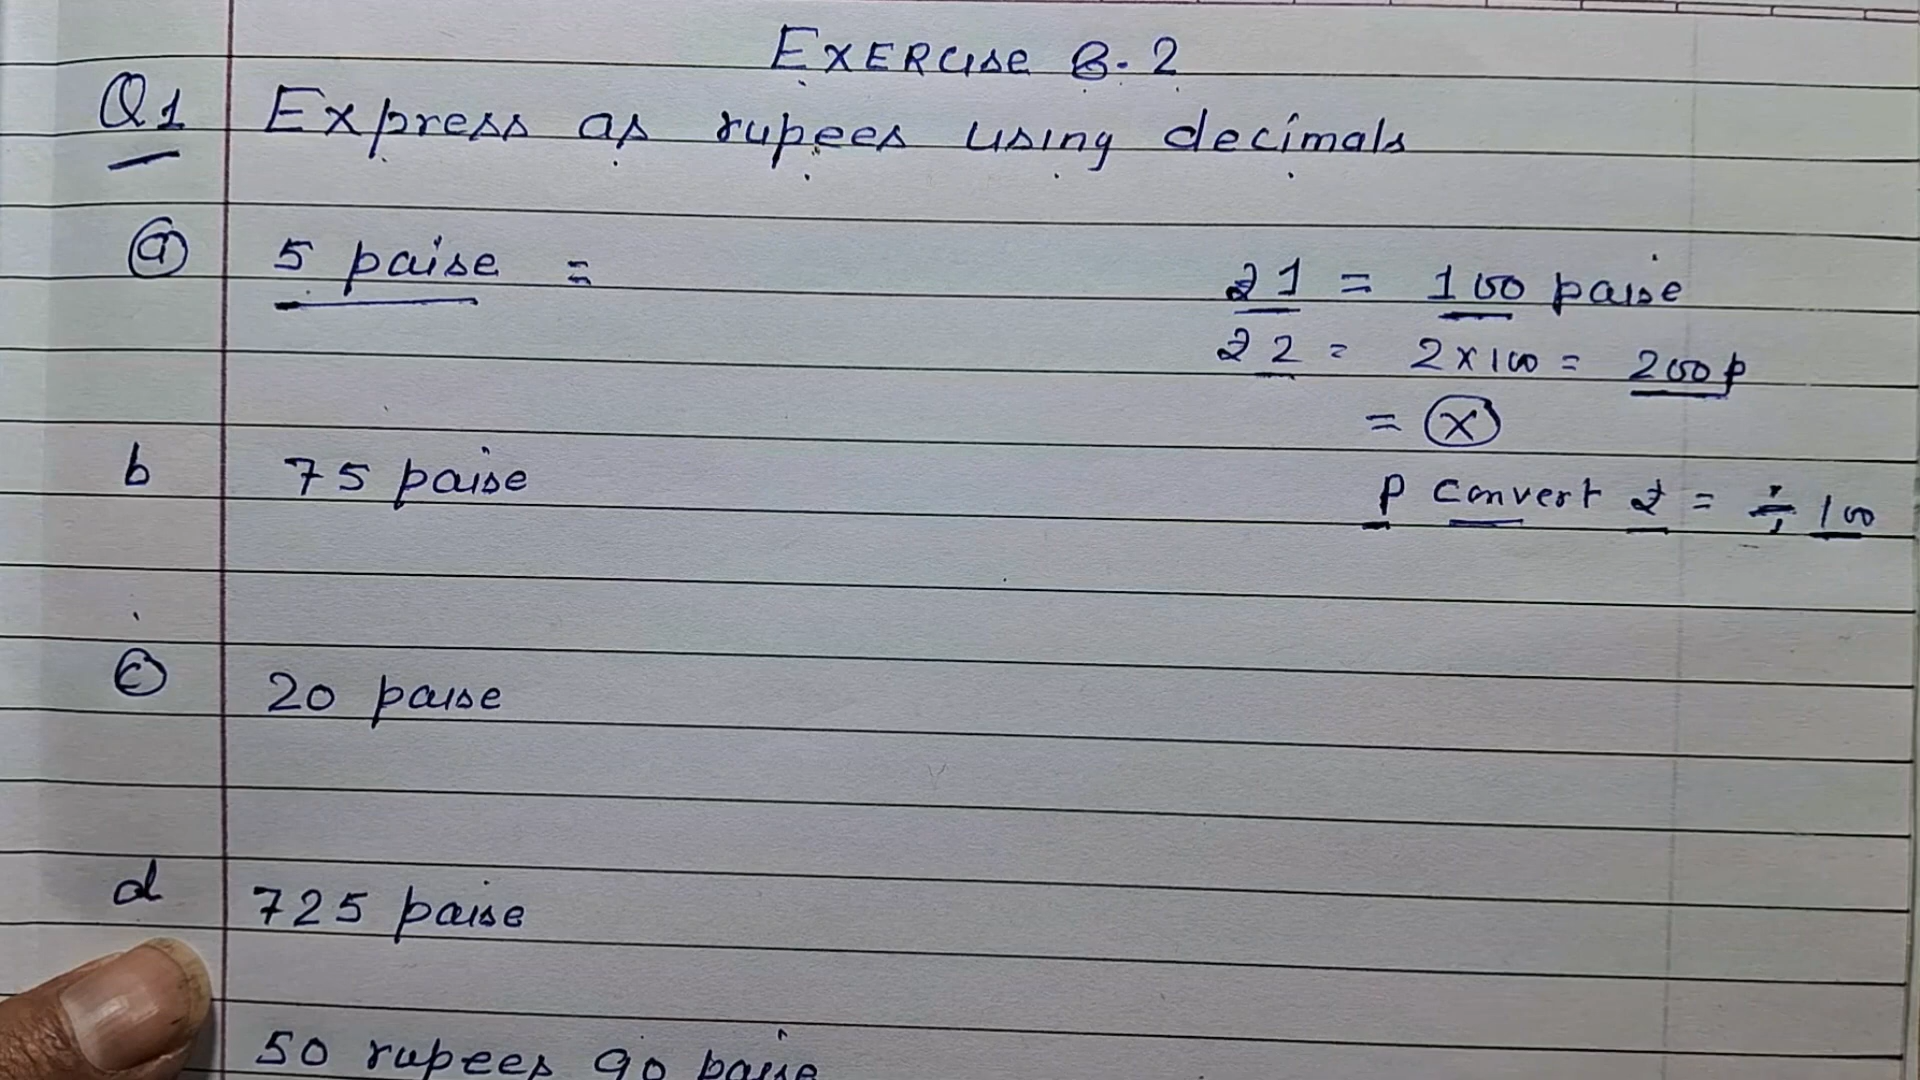 EXERCISE 8.2
Q1 Express as rupees using decimals
a 5 paise =
₹1 = 100 paise
₹2 = 2×100 = 200p
= ×
b 75 paise
p convert ₹ = ÷ 100
c 20 paise
d 725 paise
50 rupees 90 paise